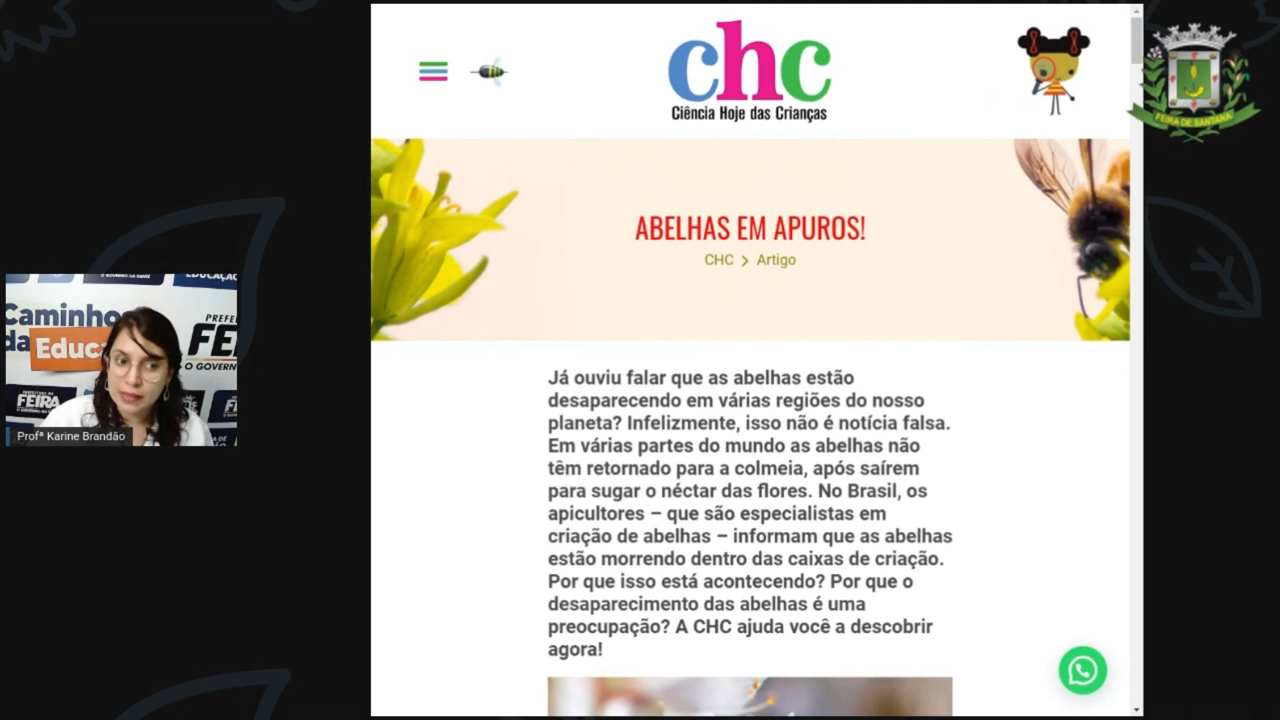 chc
Ciência Hoje das Crianças
FEIRA DE SANTANA
ABELHAS EM APUROS!
CHC > Artigo
Já ouviu falar que as abelhas estão
desaparecendo em várias regiões do nosso
planeta? Infelizmente, isso não é notícia falsa.
Em várias partes do mundo as abelhas não
têm retornado para a colmeia, após saírem
para sugar o néctar das flores. No Brasil, os
apicultores – que são especialistas em
criação de abelhas – informam que as abelhas
estão morrendo dentro das caixas de criação.
Por que isso está acontecendo? Por que o
desaparecimento das abelhas é uma
preocupação? A CHC ajuda você a descobrir
agora!
EDUCAÇÃO
Caminho
da
Educa
PREFE
FE
O GOVERN
FEIRA
Profª Karine Brandão